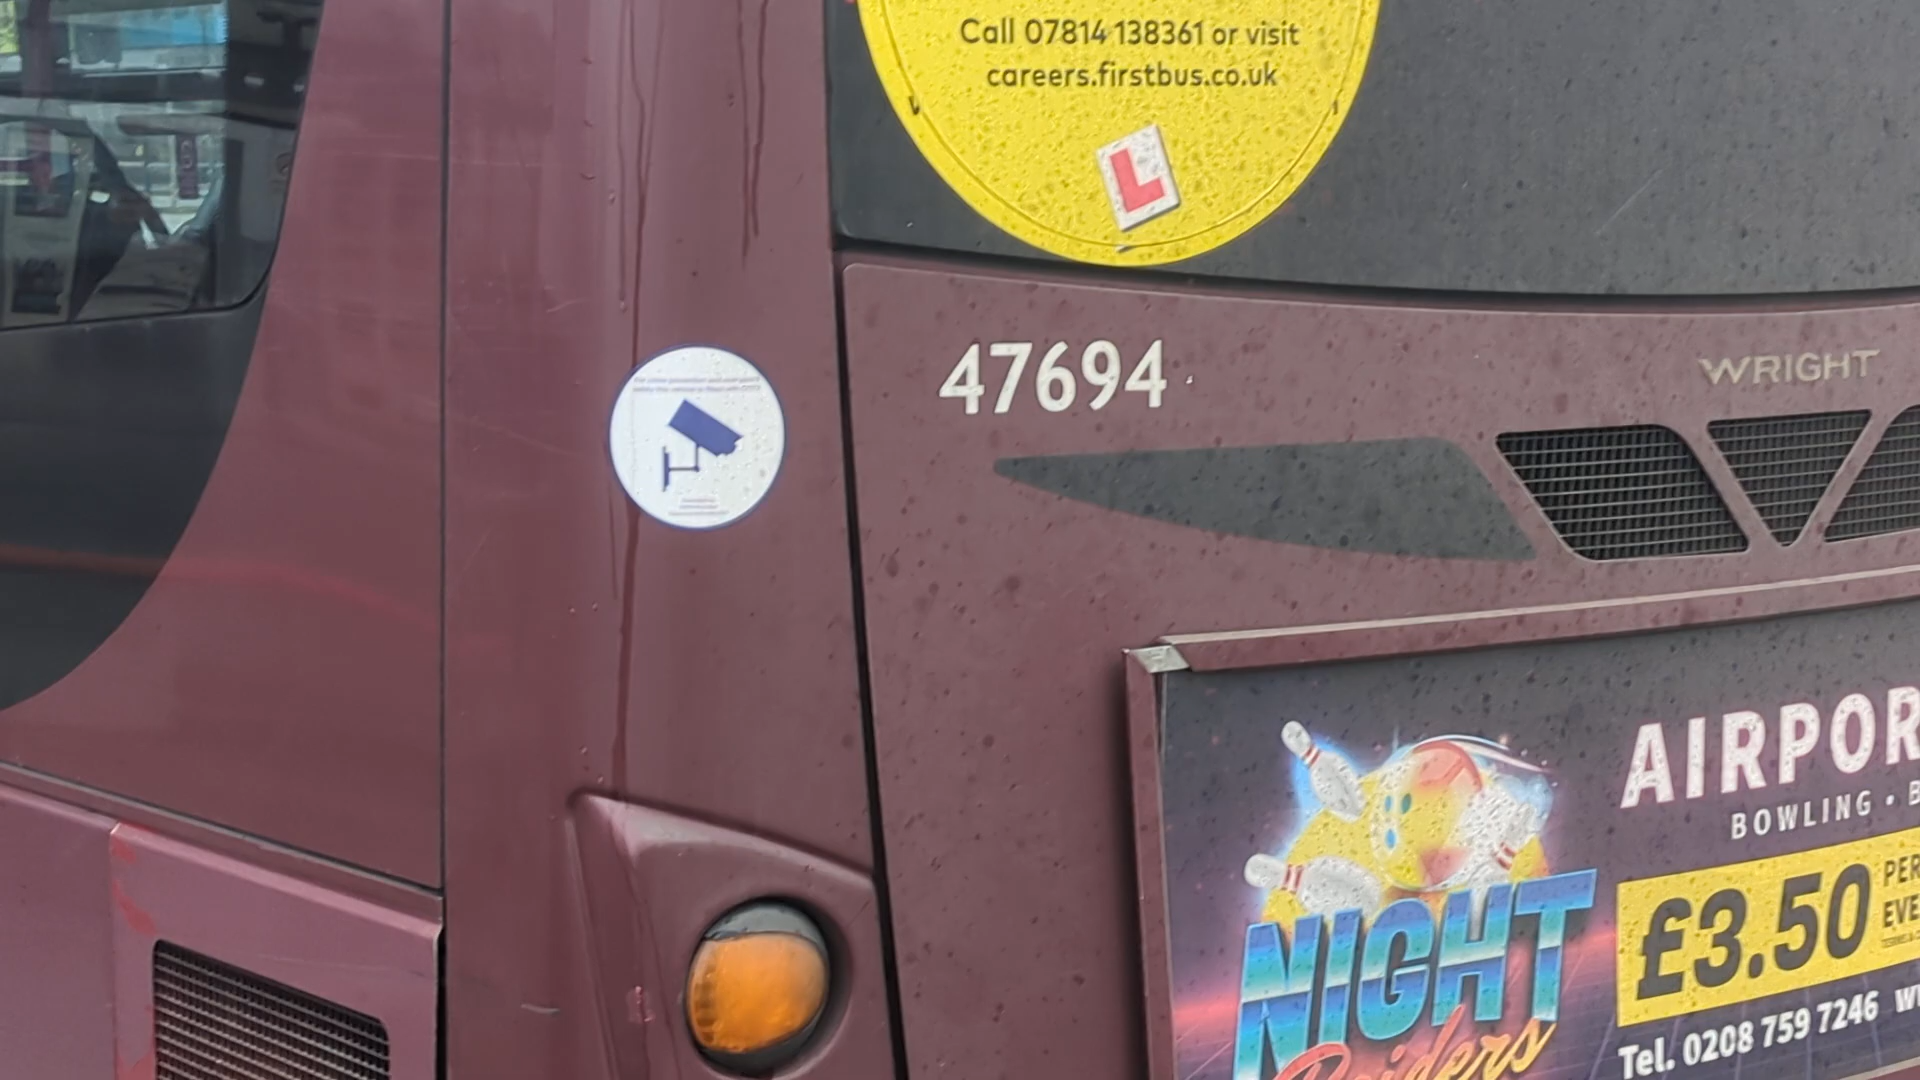 Call 07814 138361 or visit
careers.firstbus.co.uk
L
47694
WRIGHT
AIRPOR
BOWLING • B
NIGHT
Raiders
£3.50
PER
EVE
Tel. 0208 759 7246 W